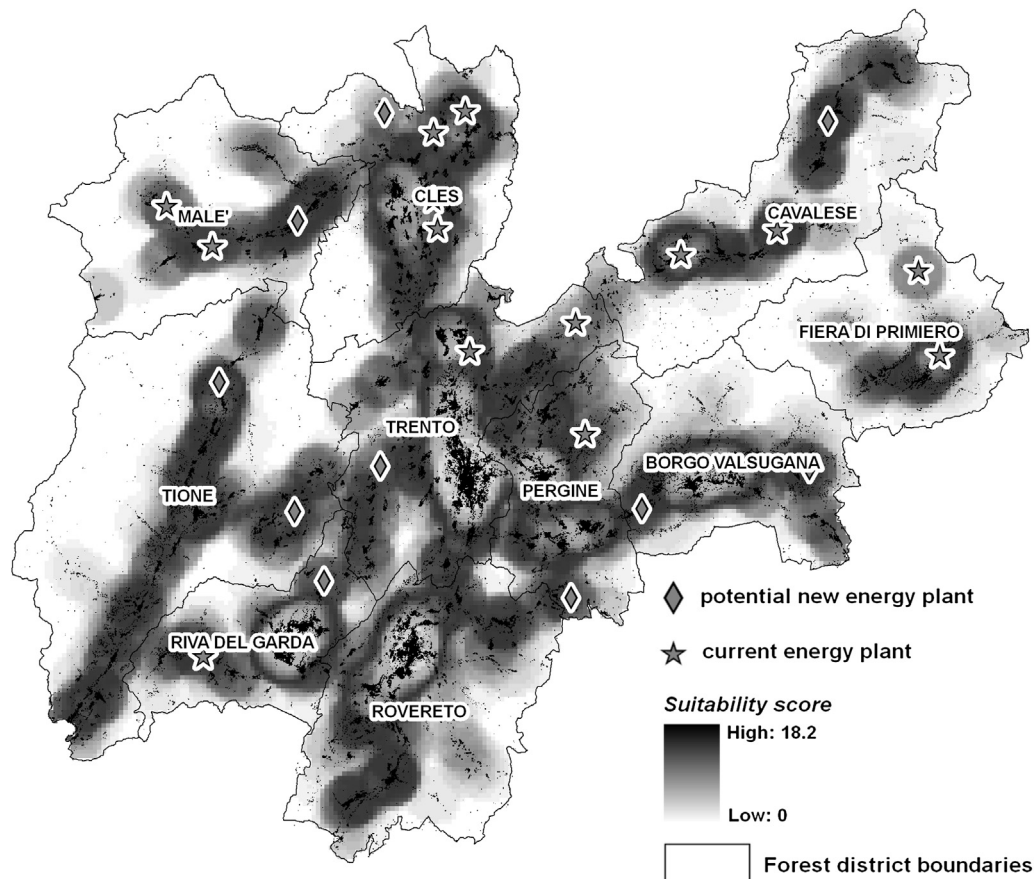 CLES
MALE'
CAVALESE
FIERA DI PRIMIERO
TRENTO
BORGO VALSUGANA
TIONE
PERGINE
RIVA DEL GARDA
ROVERETO
potential new energy plant
current energy plant
Suitability score
High: 18.2
Low: 0
Forest district boundaries